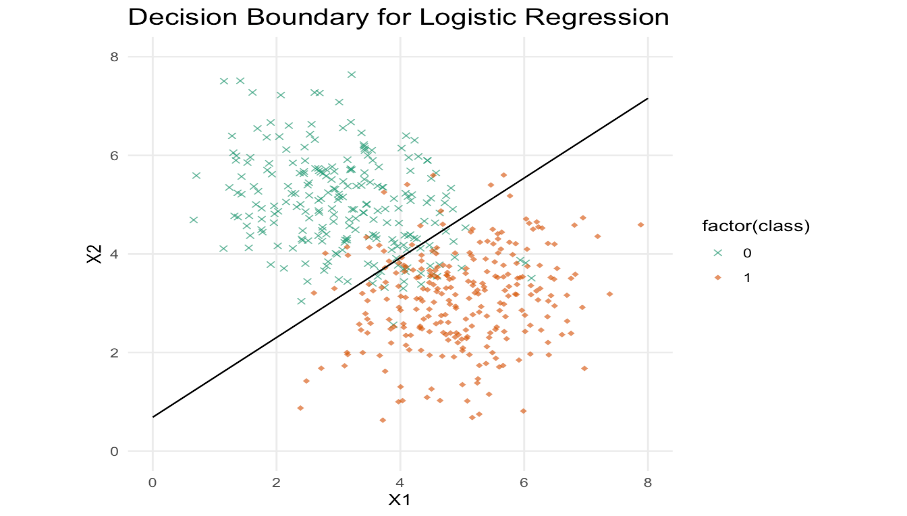 Decision Boundary for Logistic Regression
8
6
4
2
0
X2
0 2 4 6 8
X1
factor(class)
0
1